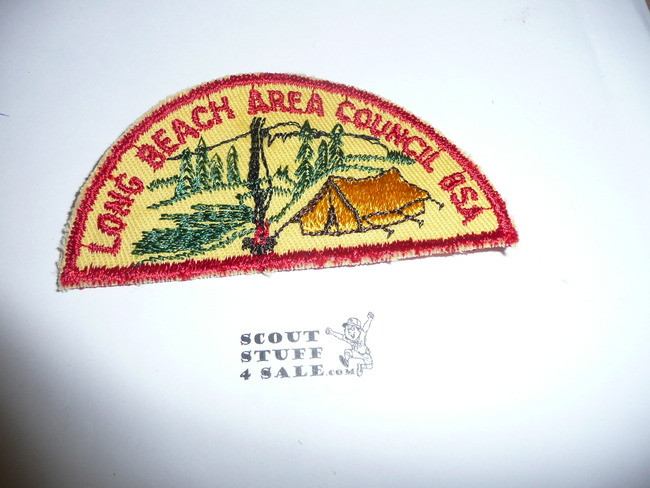 LONG BEACH AREA COUNCIL BSA
SCOUT
STUFF
4 SALE.COM